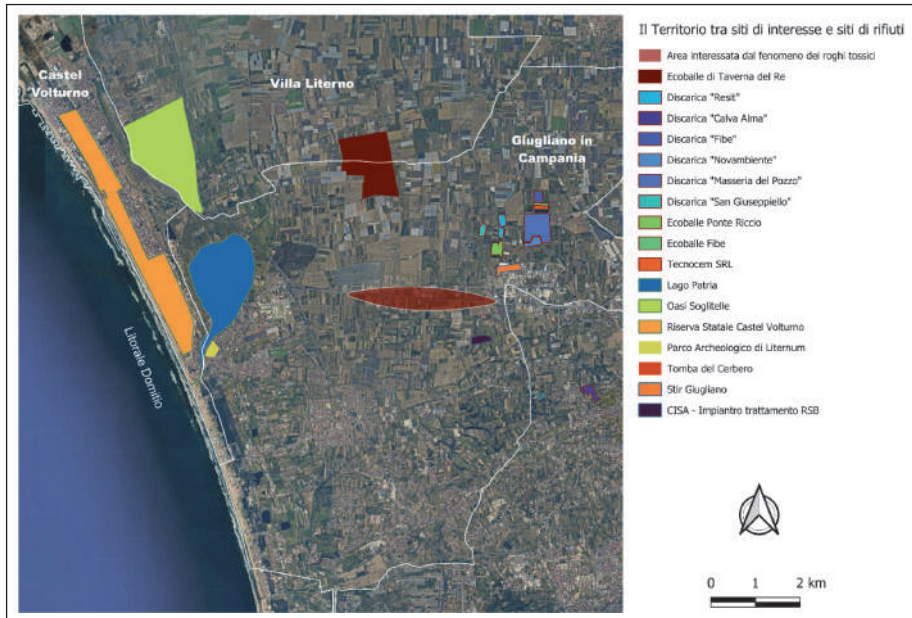 Il Territorio tra siti di interesse e siti di rifiuti
Area interessata dal fenomeno dei roghi tossici
Ecoballe di Taverna del Re
Discarica "Resit"
Discarica "Calva Alma"
Discarica "Fibe"
Discarica "Novambiente"
Discarica "Masseria del Pozzo"
Discarica "San Giuseppiello"
Ecoballe Ponte Riccio
Ecoballe Fibe
Tecnocem SRL
Lago Patria
Oasi Soglitelle
Riserva Statale Castel Volturno
Parco Archeologico di Liternum
Tomba del Cerbero
Stir Giugliano
CISA - Impiantro trattamento RSB
0 1 2 km
Castel
Volturno
Villa Literno
Giugliano in
Campania
Litorale Domitio